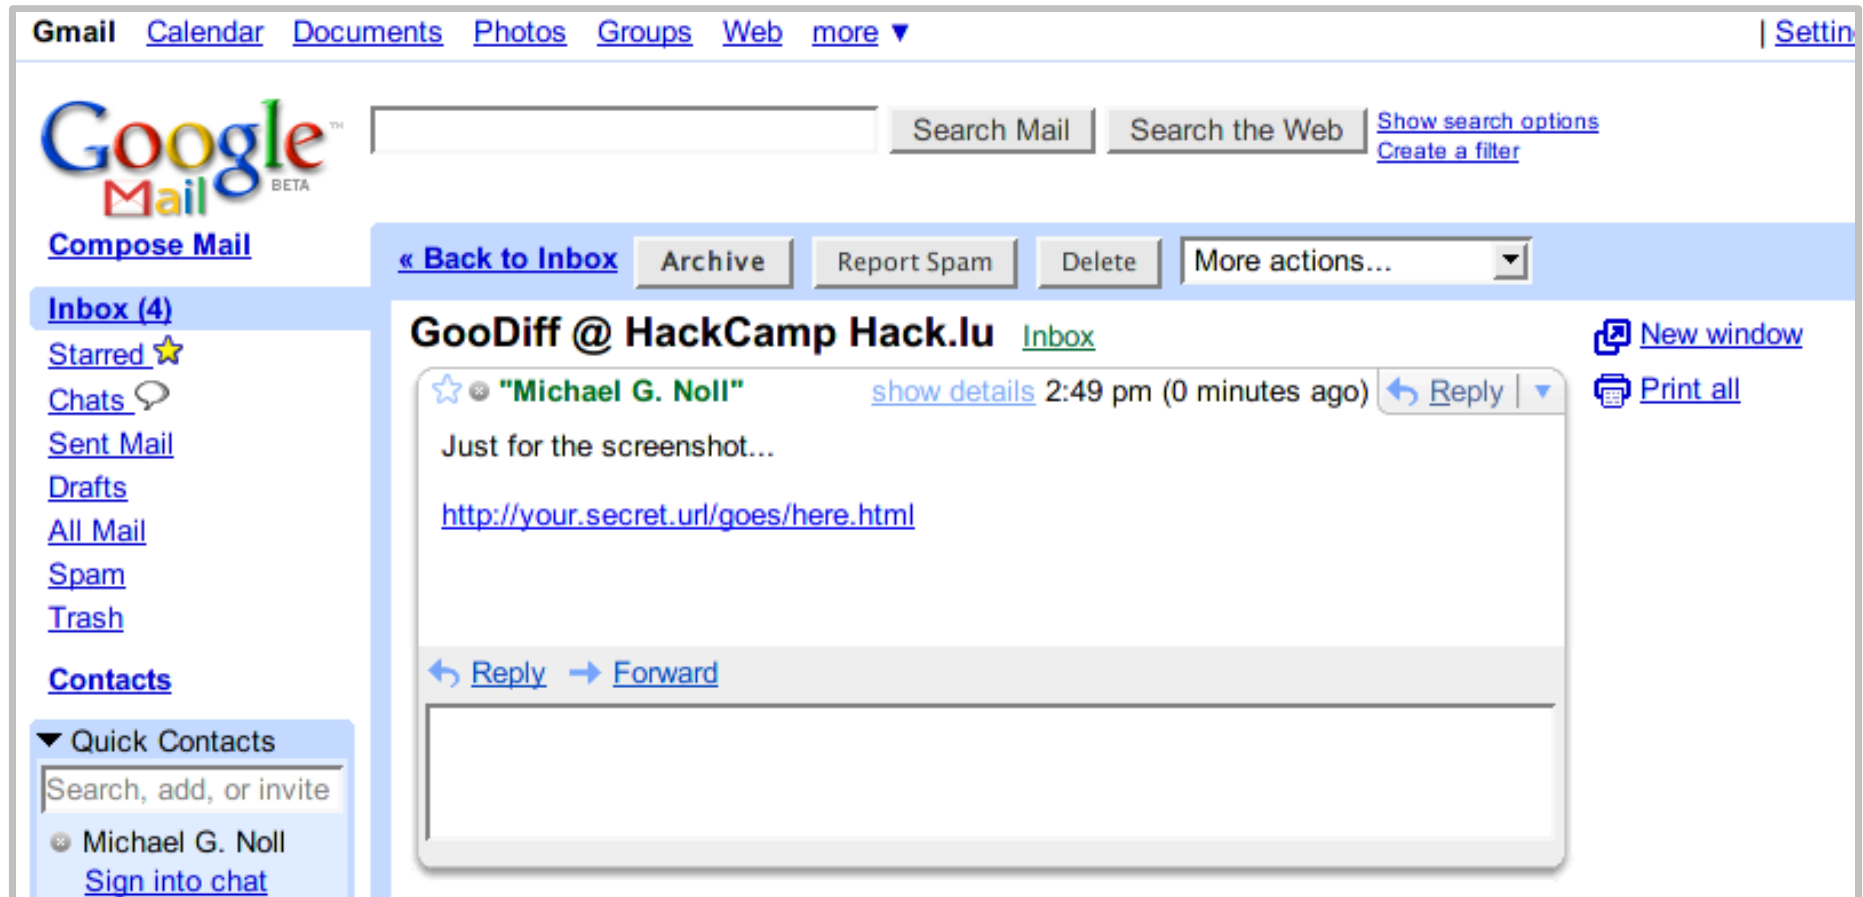 Gmail Calendar Documents Photos Groups Web more ▼ | Settin
Google™
Mail BETA
Search Mail Search the Web Show search options
Create a filter
Compose Mail
« Back to Inbox Archive Report Spam Delete More actions...
Inbox (4)
Starred
Chats
Sent Mail
Drafts
All Mail
Spam
Trash
Contacts
Quick Contacts
Search, add, or invite
Michael G. Noll
Sign into chat
GooDiff @ HackCamp Hack.lu Inbox
"Michael G. Noll" show details 2:49 pm (0 minutes ago) Reply
Just for the screenshot...
http://your.secret.url/goes/here.html
Reply Forward
New window
Print all